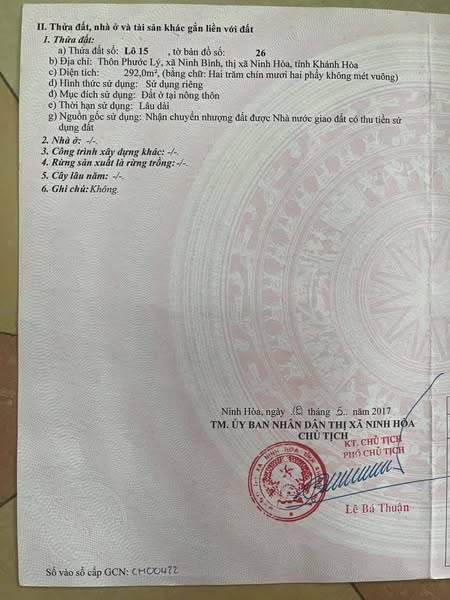 II. Thửa đất, nhà ở và tài sản khác gắn liền với đất
1. Thửa đất:
a) Thửa đất số: Lô 15 , tờ bản đồ số: 26
b) Địa chỉ: Thôn Phước Lý, xã Ninh Bình, thị xã Ninh Hòa, tỉnh Khánh Hòa
c) Diện tích: 292,0m², (bằng chữ: Hai trăm chín mươi hai phẩy không mét vuông)
d) Hình thức sử dụng: Sử dụng riêng
đ) Mục đích sử dụng: Đất ở tại nông thôn
e) Thời hạn sử dụng: Lâu dài
g) Nguồn gốc sử dụng: Nhận chuyển nhượng đất được Nhà nước giao đất có thu tiền sử
dụng đất
2. Nhà ở: -/-.
3. Công trình xây dựng khác: -/-.
4. Rừng sản xuất là rừng trồng:-/-.
5. Cây lâu năm: -/-.
6. Ghi chú:Không.
Ninh Hòa, ngày tháng 5 năm 2017
TM. ỦY BAN NHÂN DÂN THỊ XÃ NINH HÒA
CHỦ TỊCH
KT. CHỦ TỊCH
PHÓ CHỦ TỊCH
Lê Bá Thuận
Số vào sổ cấp GCN: CH00422